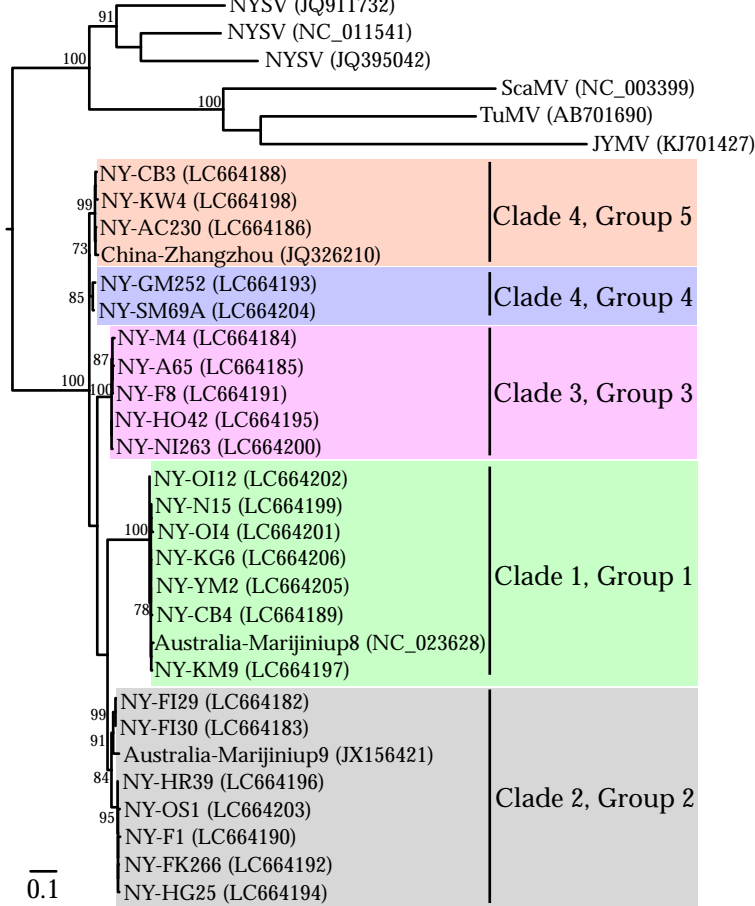 NYSV (JQ911732)
91
NYSV (NC_011541)
NYSV (JQ395042)
100
ScaMV (NC_003399)
100
TuMV (AB701690)
JYMV (KJ701427)
NY-CB3 (LC664188)
NY-KW4 (LC664198)
99
NY-AC230 (LC664186)
China-Zhangzhou (JQ326210)
73
Clade 4, Group 5
NY-GM252 (LC664193)
85
NY-SM69A (LC664204)
Clade 4, Group 4
NY-M4 (LC664184)
87
NY-A65 (LC664185)
100
100
NY-F8 (LC664191)
NY-HO42 (LC664195)
NY-NI263 (LC664200)
Clade 3, Group 3
NY-OI12 (LC664202)
NY-N15 (LC664199)
100
NY-OI4 (LC664201)
NY-KG6 (LC664206)
NY-YM2 (LC664205)
78
NY-CB4 (LC664189)
Australia-Marijiniup8 (NC_023628)
NY-KM9 (LC664197)
Clade 1, Group 1
NY-FI29 (LC664182)
99
NY-FI30 (LC664183)
91
Australia-Marijiniup9 (JX156421)
84
NY-HR39 (LC664196)
NY-OS1 (LC664203)
95
NY-F1 (LC664190)
NY-FK266 (LC664192)
NY-HG25 (LC664194)
Clade 2, Group 2
0.1